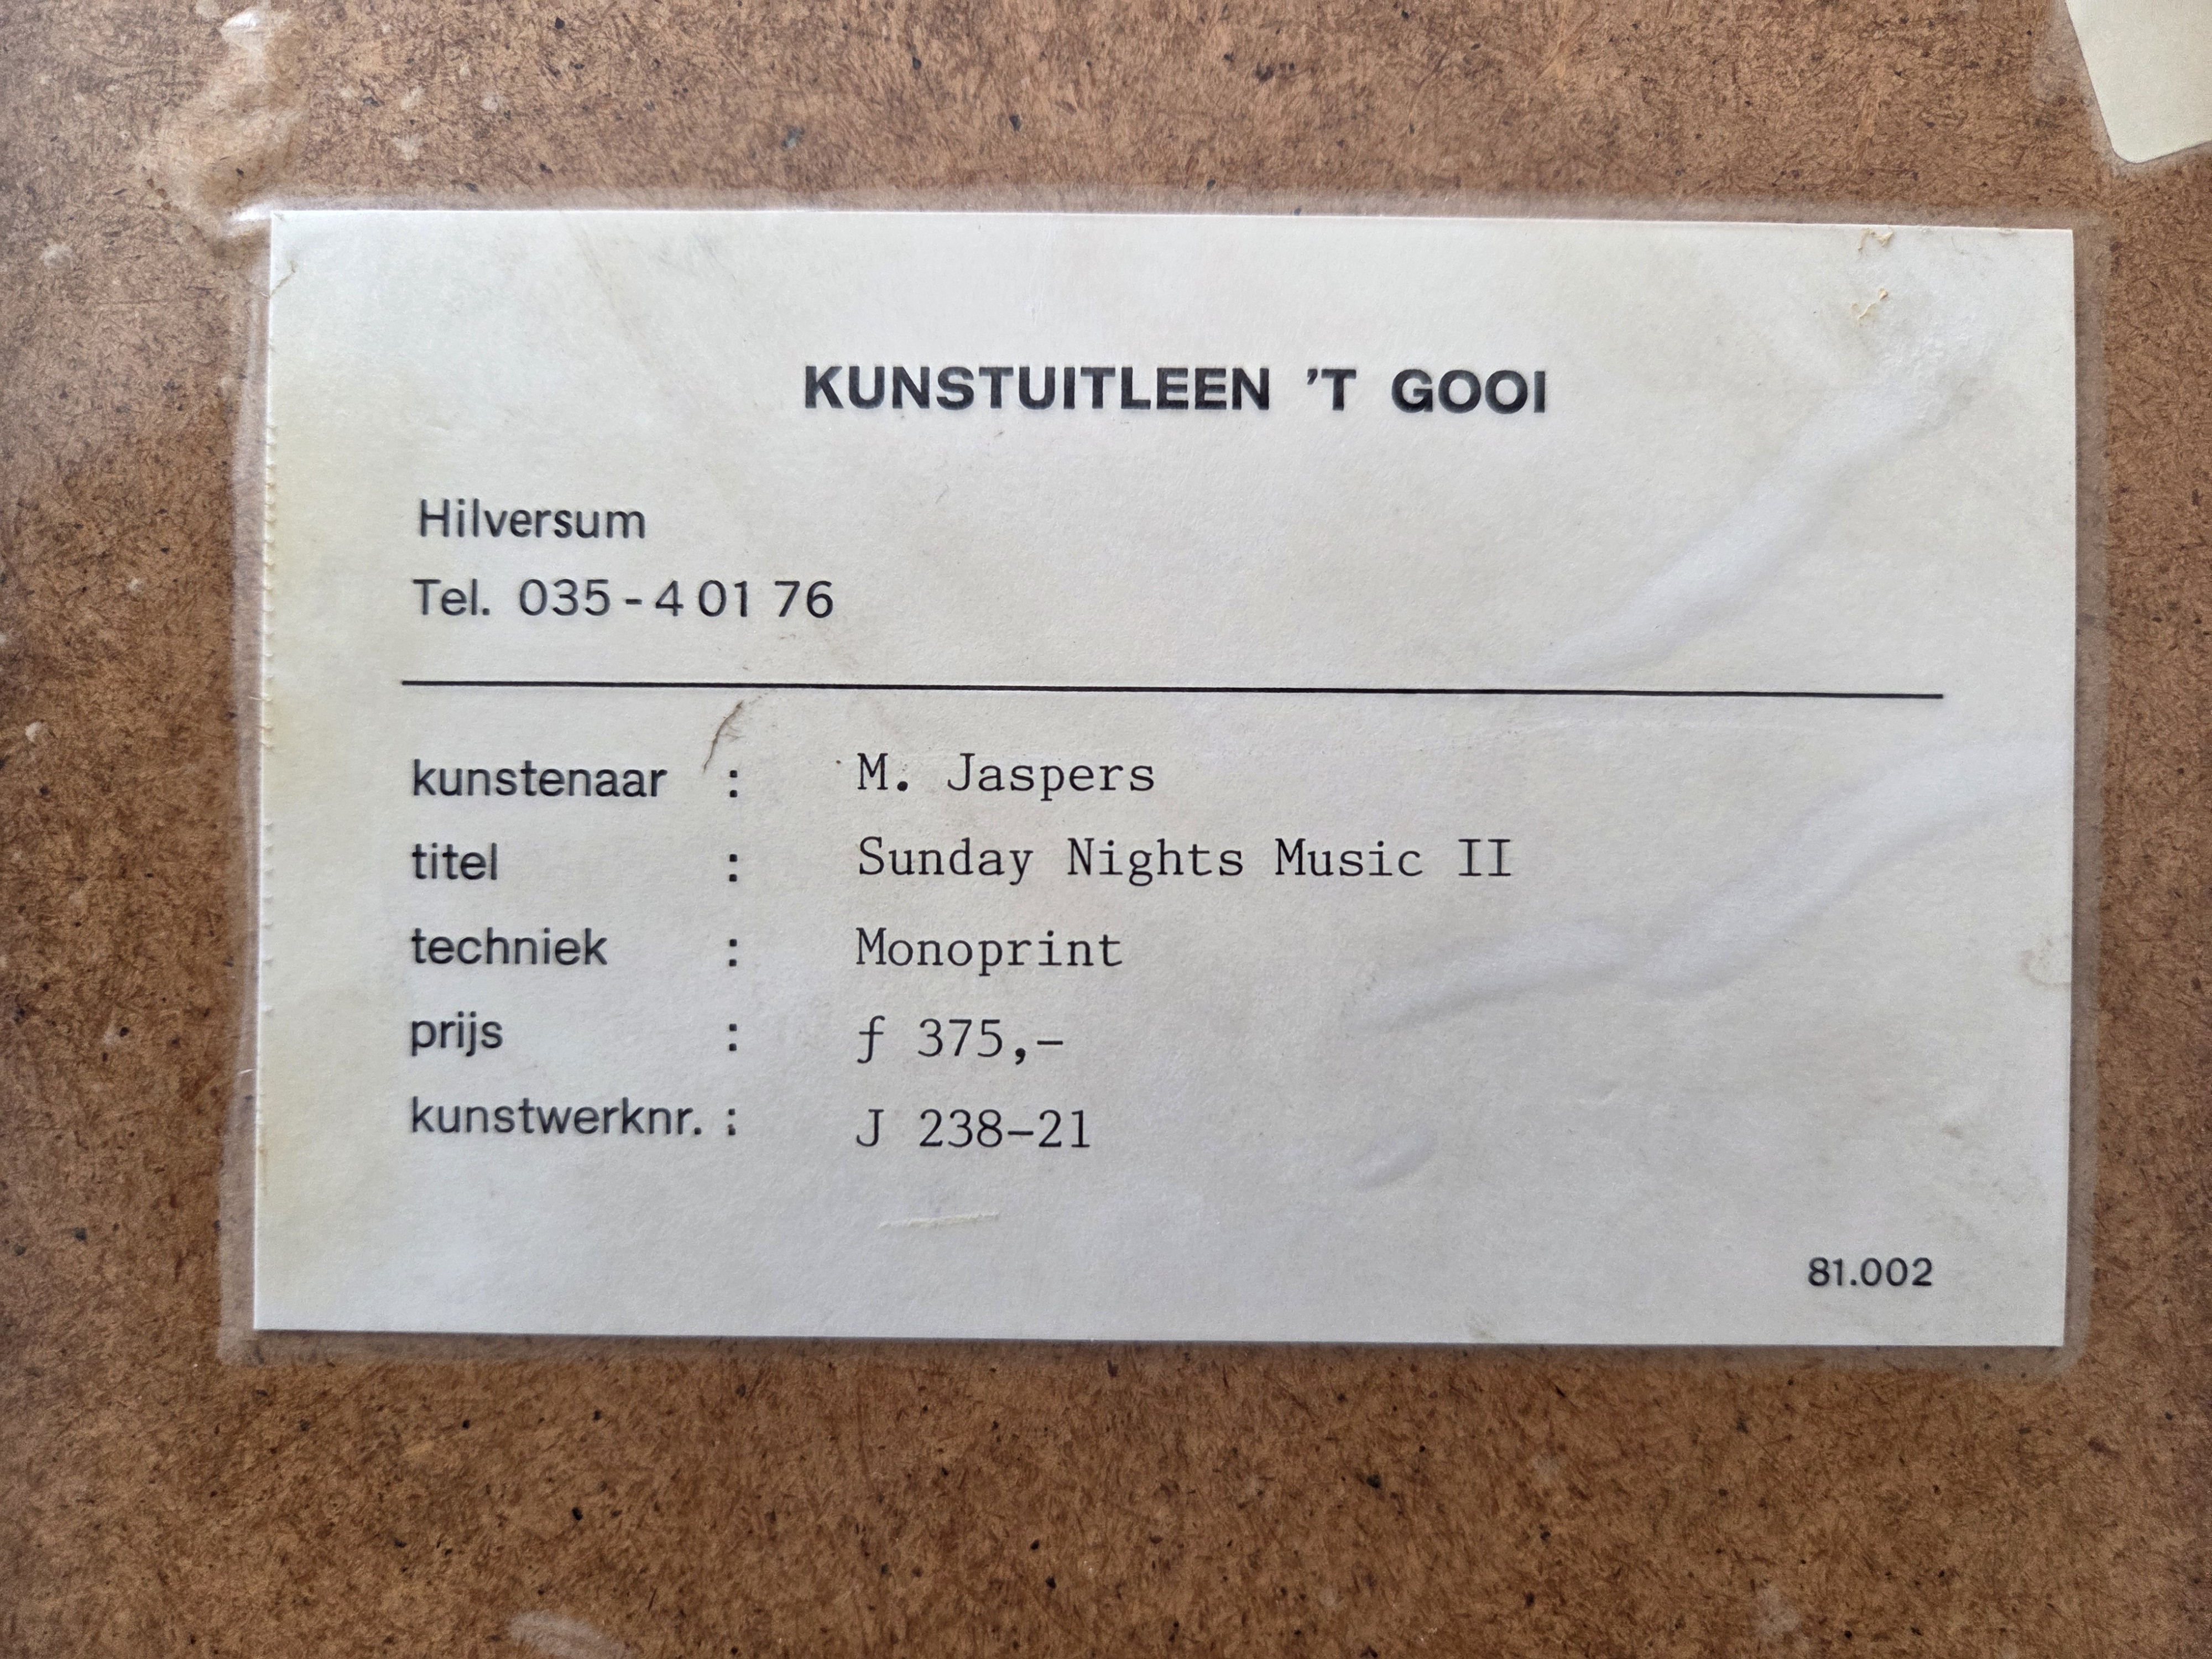 KUNSTUITLEEN 'T GOOI
Hilversum
Tel. 035-4 01 76
kunstenaar : M. Jaspers
titel : Sunday Nights Music II
techniek : Monoprint
prijs : ƒ 375,–
kunstwerknr. : J 238–21
81.002